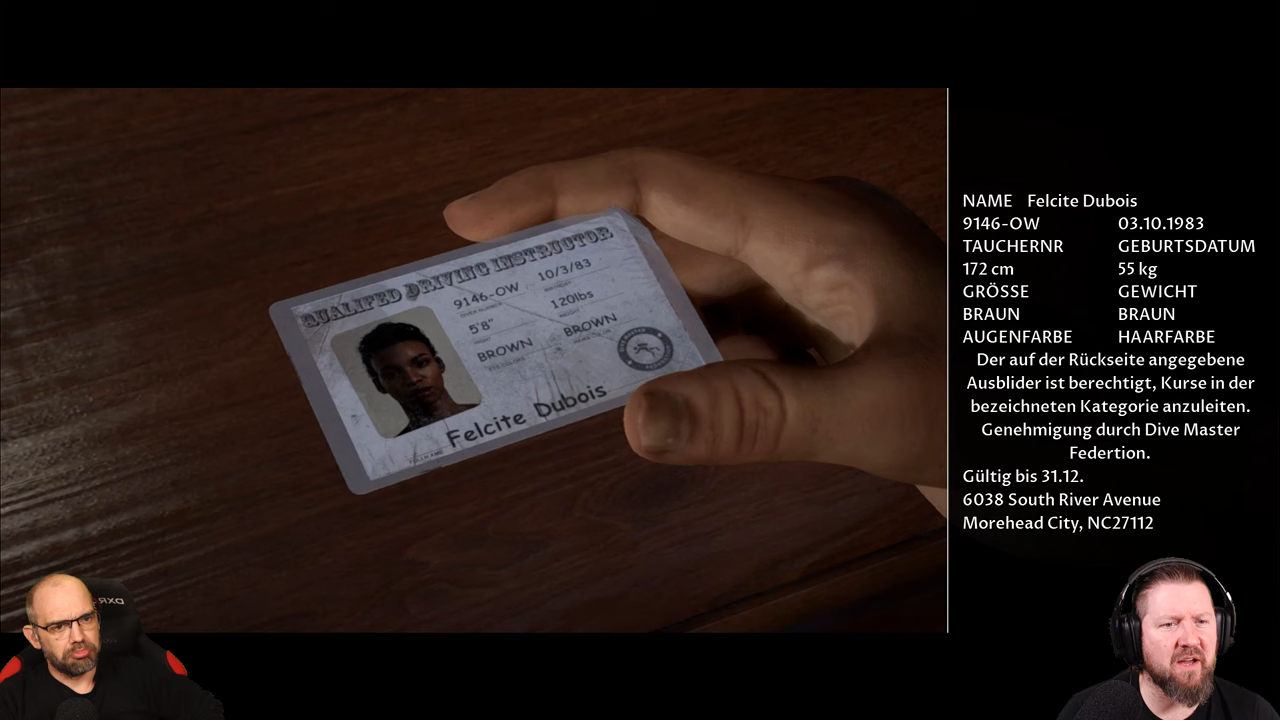 QUALIFED DRIVING INSTRUCTOR
9146-OW 10/3/83
5'8" 120lbs
BROWN BROWN
Felcite Dubois
NAME Felcite Dubois
9146-OW 03.10.1983
TAUCHERNR GEBURTSDATUM
172 cm 55 kg
GRÖSSE GEWICHT
BRAUN BRAUN
AUGENFARBE HAARFARBE
Der auf der Rückseite angegebene
Ausblider ist berechtigt, Kurse in der
bezeichneten Kategorie anzuleiten.
Genehmigung durch Dive Master
Federtion.
Gültig bis 31.12.
6038 South River Avenue
Morehead City, NC27112